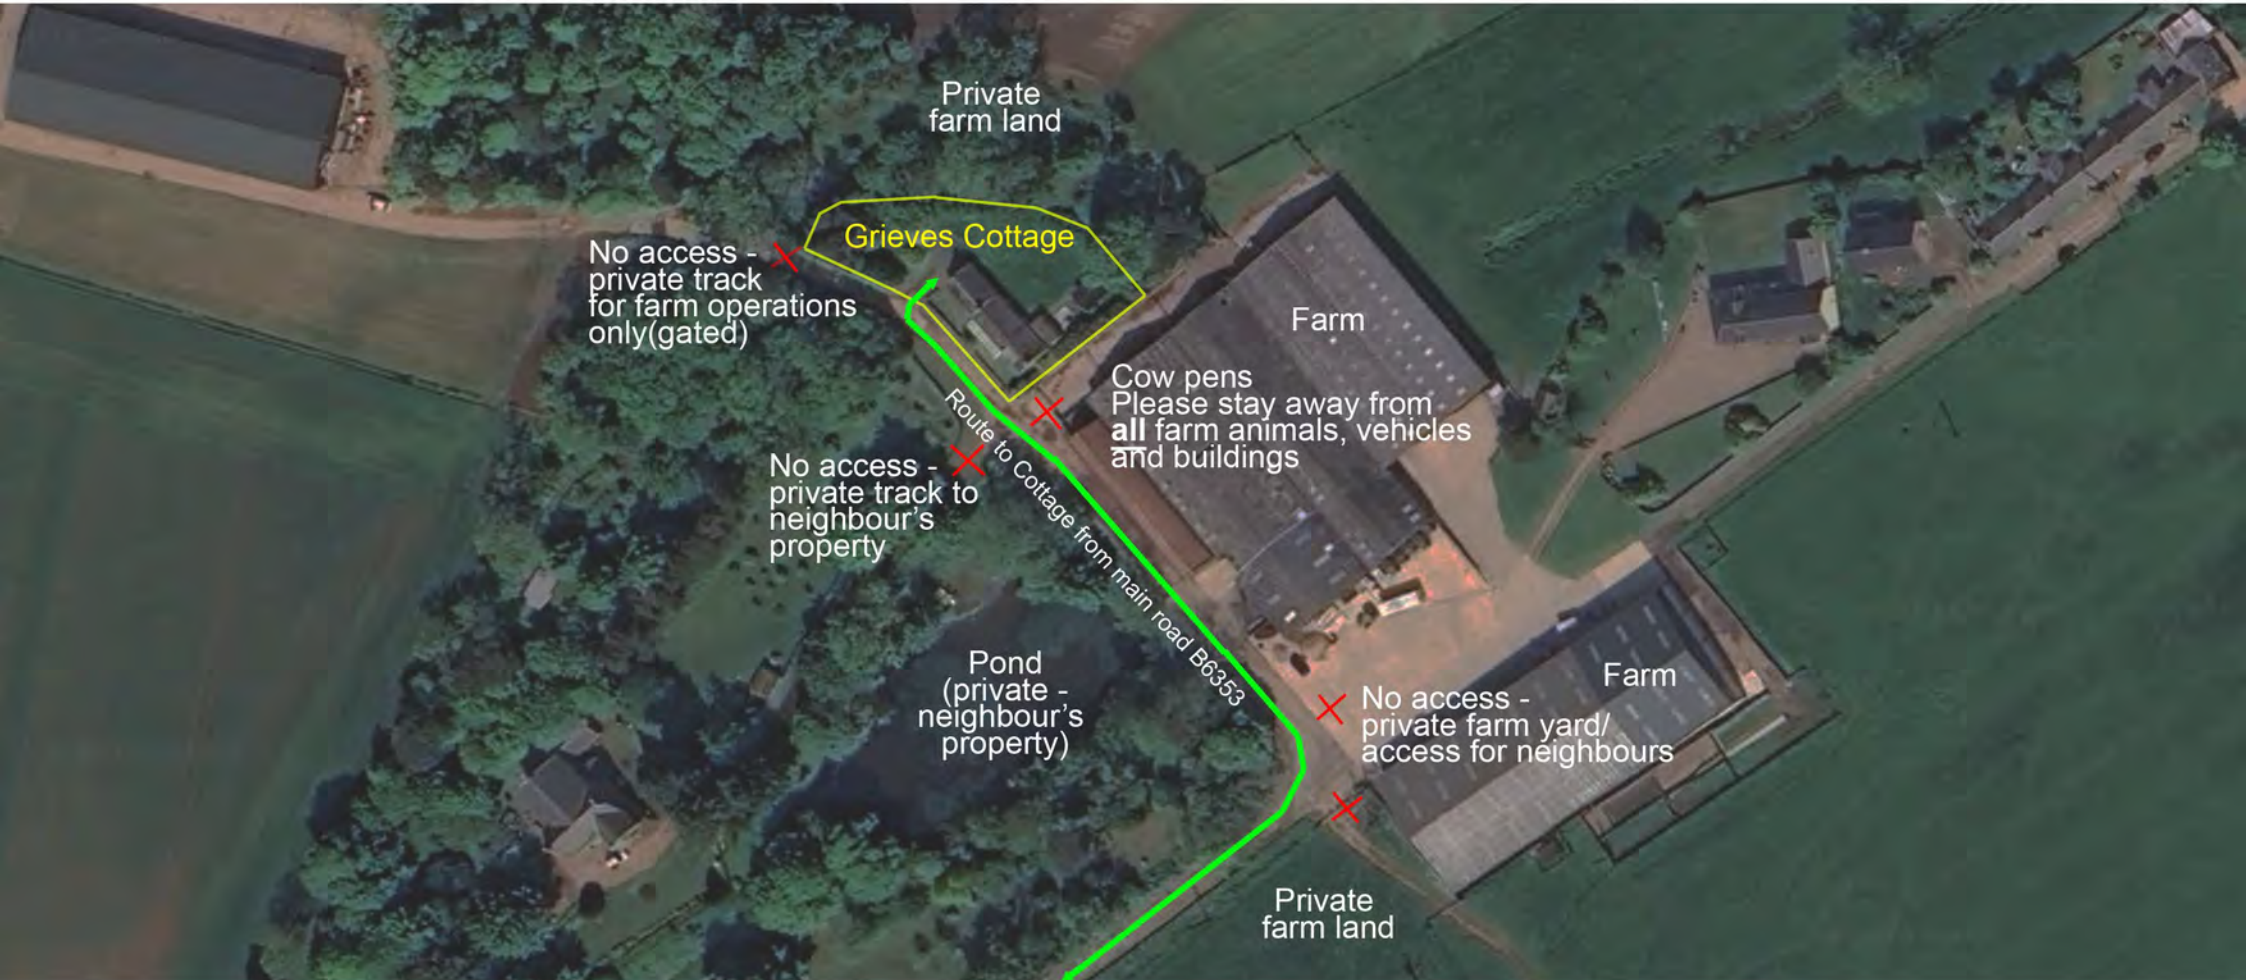 Private
farm land
Grieves Cottage
No access -
private track
for farm operations
only(gated)
Farm
Cow pens
Please stay away from
all farm animals, vehicles
and buildings
Route to Cottage from main road B6353
No access -
private track to
neighbour's
property
Pond
(private -
neighbour's
property)
Farm
No access -
private farm yard/
access for neighbours
Private
farm land